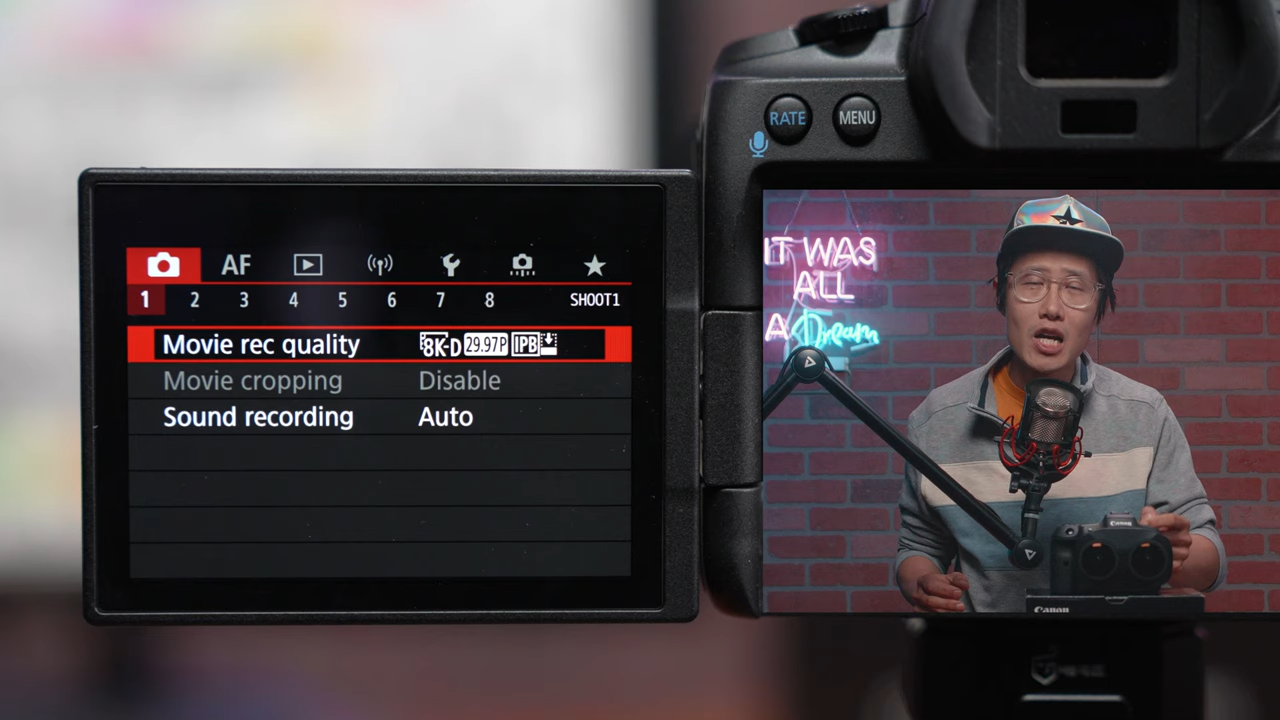 RATE MENU
AF
1 2 3 4 5 6 7 8 SHOOT1
Movie rec quality 8K-D 29.97P IPB
Movie cropping Disable
Sound recording Auto
IT WAS
ALL
A Dream
Canon
Canon